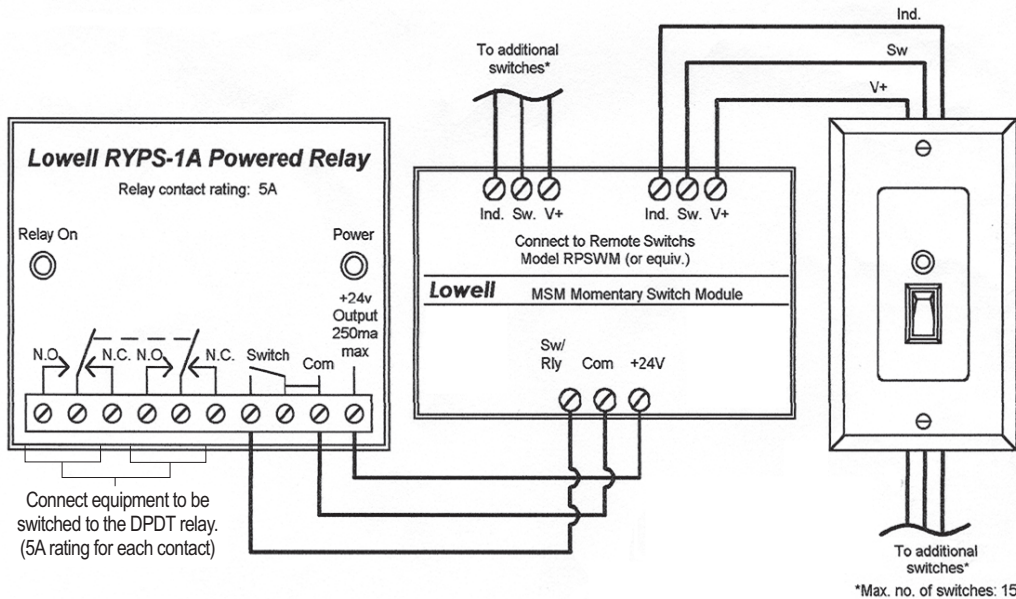 Ind.
Sw
V+
To additional
switches*
Lowell RYPS-1A Powered Relay
Relay contact rating: 5A
Relay On
Power
+24v
Output
250ma
max
N.O.
N.C.
N.O.
N.C.
Switch
Com
Connect equipment to be
switched to the DPDT relay.
(5A rating for each contact)
Ind. Sw. V+
Ind. Sw. V+
Connect to Remote Switchs
Model RPSWM (or equiv.)
Lowell
MSM Momentary Switch Module
Sw/
Rly
Com
+24V
To additional
switches*
*Max. no. of switches: 15